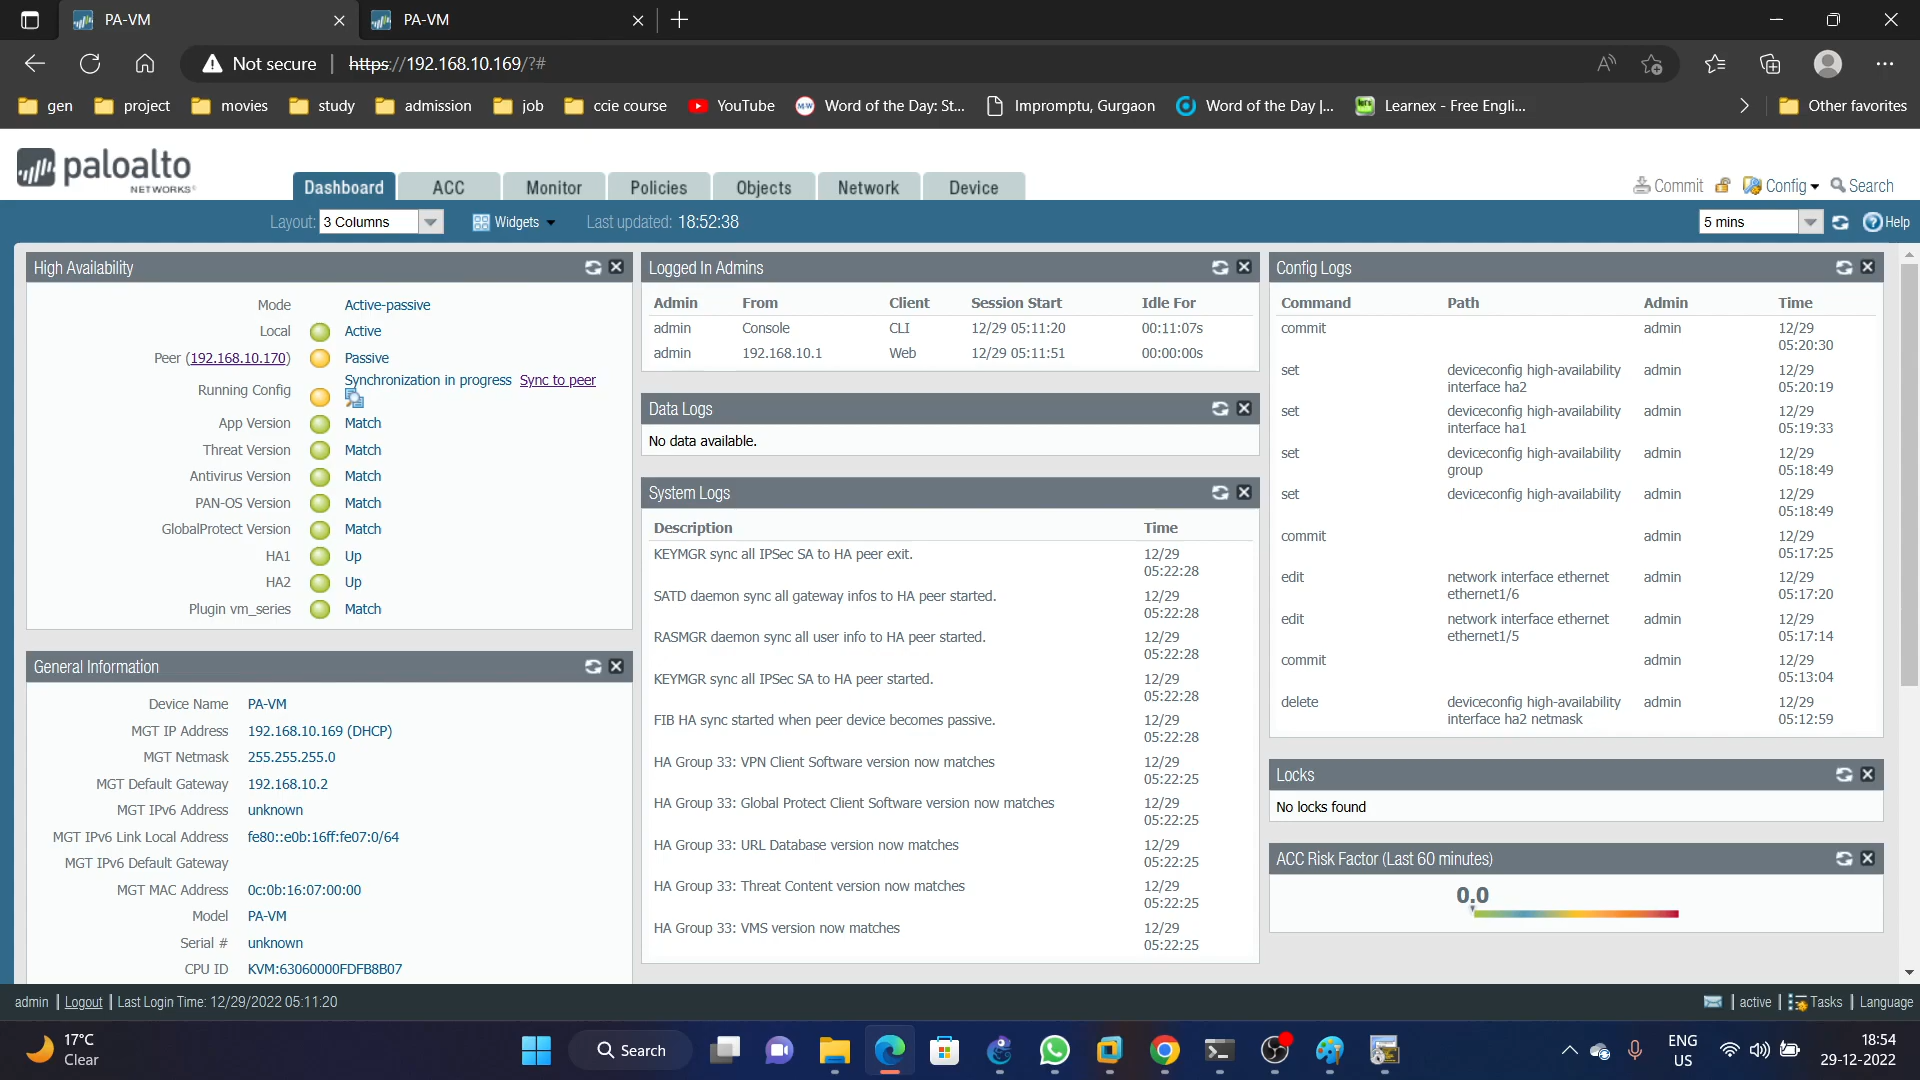 PA-VM
PA-VM
Not secure https://192.168.10.169/?#
gen project movies study admission job ccie course YouTube Word of the Day: St... Impromptu, Gurgaon Word of the Day |... Learnex - Free Engli... Other favorites
paloalto
NETWORKS
Dashboard ACC Monitor Policies Objects Network Device
Commit Config Search
Layout: 3 Columns Widgets Last updated: 18:52:38 5 mins Help
High Availability
Mode Active-passive
Local Active
Peer (192.168.10.170) Passive
Running Config Synchronization in progress Sync to peer
App Version Match
Threat Version Match
Antivirus Version Match
PAN-OS Version Match
GlobalProtect Version Match
HA1 Up
HA2 Up
Plugin vm_series Match
General Information
Device Name PA-VM
MGT IP Address 192.168.10.169 (DHCP)
MGT Netmask 255.255.255.0
MGT Default Gateway 192.168.10.2
MGT IPv6 Address unknown
MGT IPv6 Link Local Address fe80::e0b:16ff:fe07:0/64
MGT IPv6 Default Gateway
MGT MAC Address 0c:0b:16:07:00:00
Model PA-VM
Serial # unknown
CPU ID KVM:63060000FDFB8B07
Logged In Admins
Admin From Client Session Start Idle For
admin Console CLI 12/29 05:11:20 00:11:07s
admin 192.168.10.1 Web 12/29 05:11:51 00:00:00s
Data Logs
No data available.
System Logs
Description Time
KEYMGR sync all IPSec SA to HA peer exit. 12/29
05:22:28
SATD daemon sync all gateway infos to HA peer started. 12/29
05:22:28
RASMGR daemon sync all user info to HA peer started. 12/29
05:22:28
KEYMGR sync all IPSec SA to HA peer started. 12/29
05:22:28
FIB HA sync started when peer device becomes passive. 12/29
05:22:28
HA Group 33: VPN Client Software version now matches 12/29
05:22:25
HA Group 33: Global Protect Client Software version now matches 12/29
05:22:25
HA Group 33: URL Database version now matches 12/29
05:22:25
HA Group 33: Threat Content version now matches 12/29
05:22:25
HA Group 33: VMS version now matches 12/29
05:22:25
Config Logs
Command Path Admin Time
commit admin 12/29
05:20:30
set deviceconfig high-availability admin 12/29
interface ha2 05:20:19
set deviceconfig high-availability admin 12/29
interface ha1 05:19:33
set deviceconfig high-availability admin 12/29
group 05:18:49
set deviceconfig high-availability admin 12/29
05:18:49
commit admin 12/29
05:17:25
edit network interface ethernet admin 12/29
ethernet1/6 05:17:20
edit network interface ethernet admin 12/29
ethernet1/5 05:17:14
commit admin 12/29
05:13:04
delete deviceconfig high-availability admin 12/29
interface ha2 netmask 05:12:59
Locks
No locks found
ACC Risk Factor (Last 60 minutes)
0.0
admin | Logout | Last Login Time: 12/29/2022 05:11:20 | active | Tasks | Language
17°C
Clear
Search
ENG
US
18:54
29-12-2022